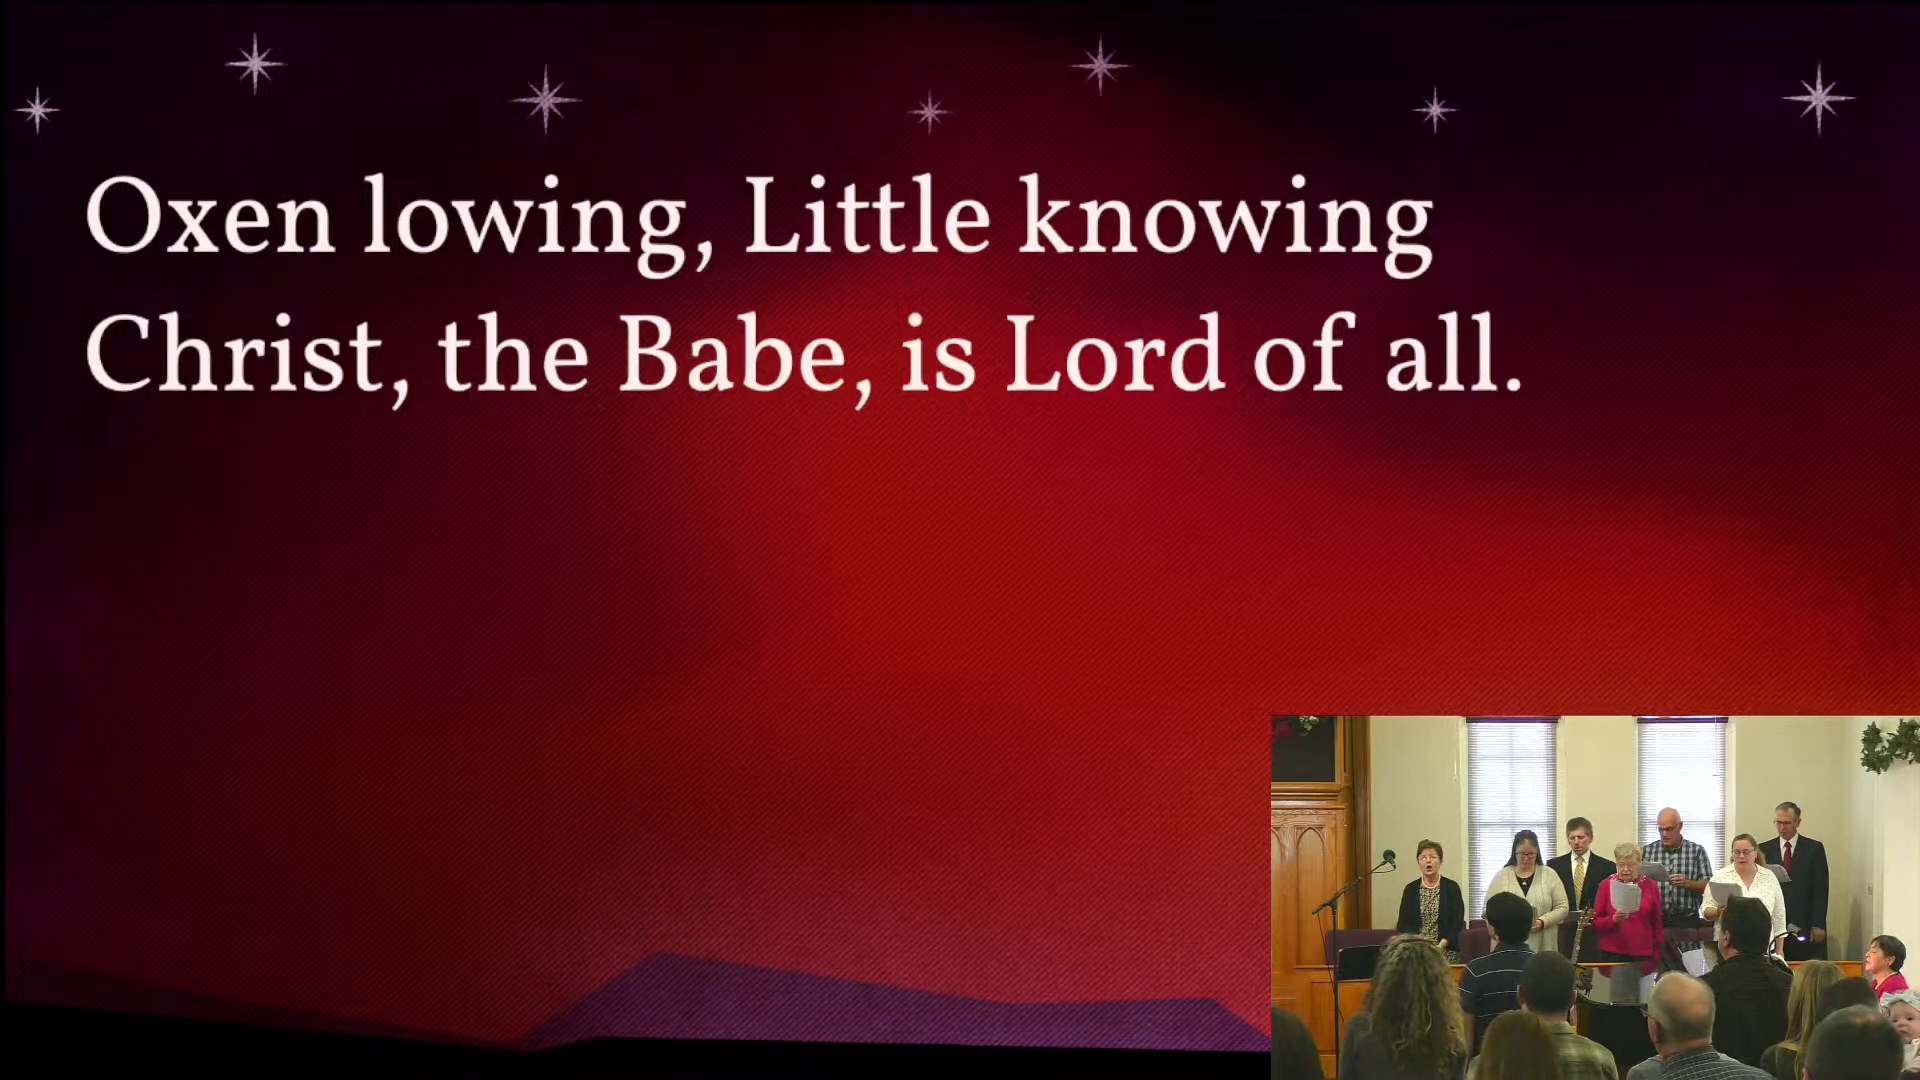 Oxen lowing, Little knowing
Christ, the Babe, is Lord of all.